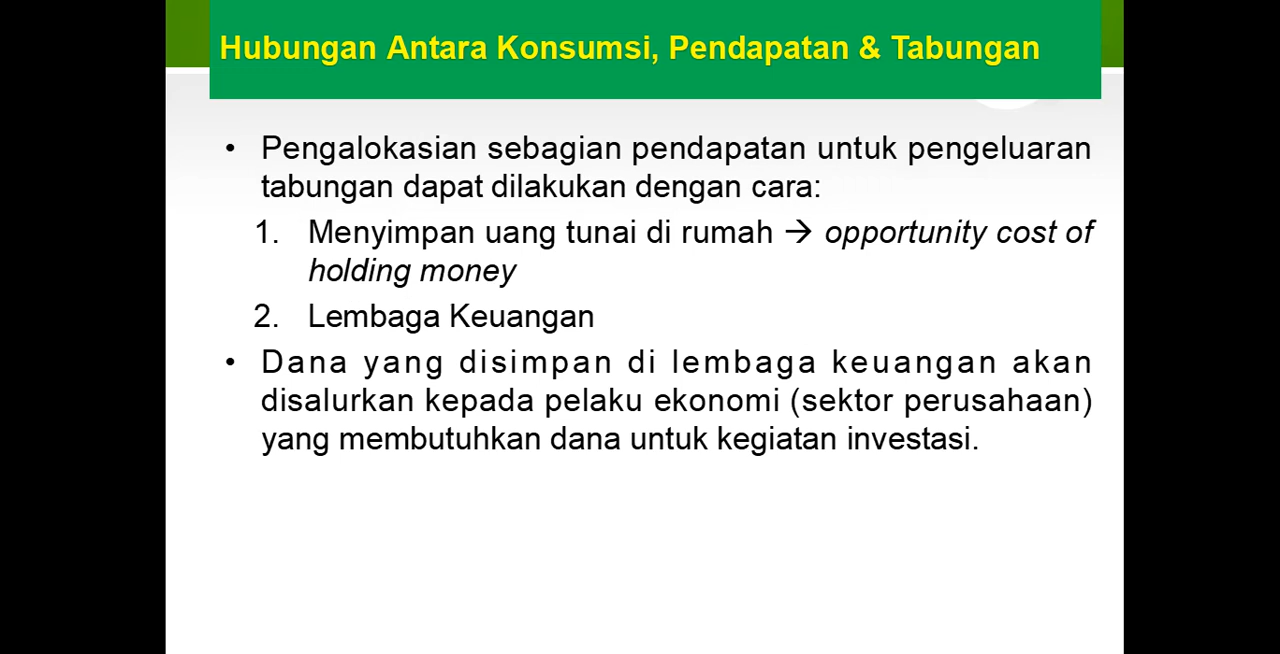 Hubungan Antara Konsumsi, Pendapatan & Tabungan
• Pengalokasian sebagian pendapatan untuk pengeluaran
tabungan dapat dilakukan dengan cara:
1. Menyimpan uang tunai di rumah → opportunity cost of
holding money
2. Lembaga Keuangan
• Dana yang disimpan di lembaga keuangan akan
disalurkan kepada pelaku ekonomi (sektor perusahaan)
yang membutuhkan dana untuk kegiatan investasi.